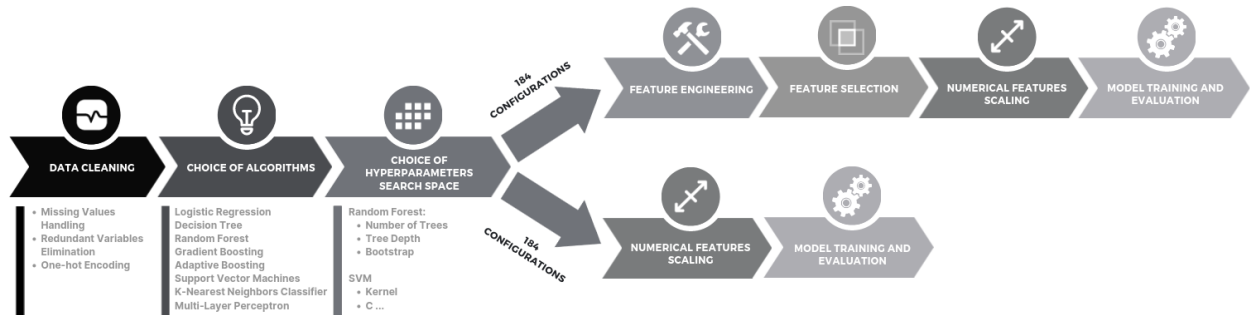 DATA CLEANING
• Missing Values
Handling
• Redundant Variables
Elimination
• One-hot Encoding
CHOICE OF ALGORITHMS
Logistic Regression
Decision Tree
Random Forest
Gradient Boosting
Adaptive Boosting
Support Vector Machines
K-Nearest Neighbors Classifier
Multi-Layer Perceptron
CHOICE OF
HYPERPARAMETERS
SEARCH SPACE
Random Forest:
• Number of Trees
• Tree Depth
• Bootstrap
SVM
• Kernel
• C ...
184
CONFIGURATIONS
FEATURE ENGINEERING
FEATURE SELECTION
NUMERICAL FEATURES
SCALING
MODEL TRAINING AND
EVALUATION
184
CONFIGURATIONS
NUMERICAL FEATURES
SCALING
MODEL TRAINING AND
EVALUATION